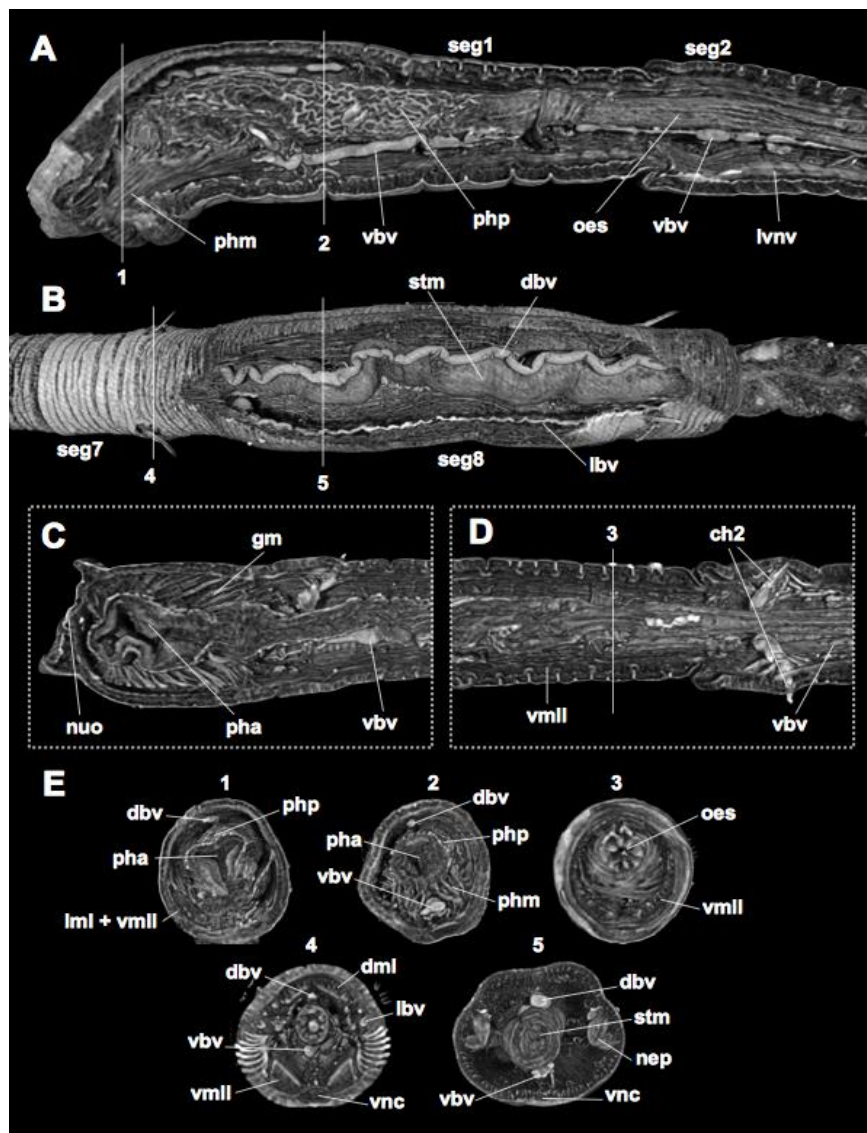 A
seg1
seg2
phm
vbv
php
oes
vbv
lvnv
1
2
B
stm
dbv
seg7
seg8
lbv
4
5
C
gm
nuo
pha
vbv
D
3
ch2
vmll
vbv
E
1
2
3
dbv
php
pha
lml + vmll
dbv
pha
php
vbv
phm
oes
vmll
4
5
dbv
dml
lbv
vbv
vmll
vnc
dbv
stm
nep
vbv
vnc